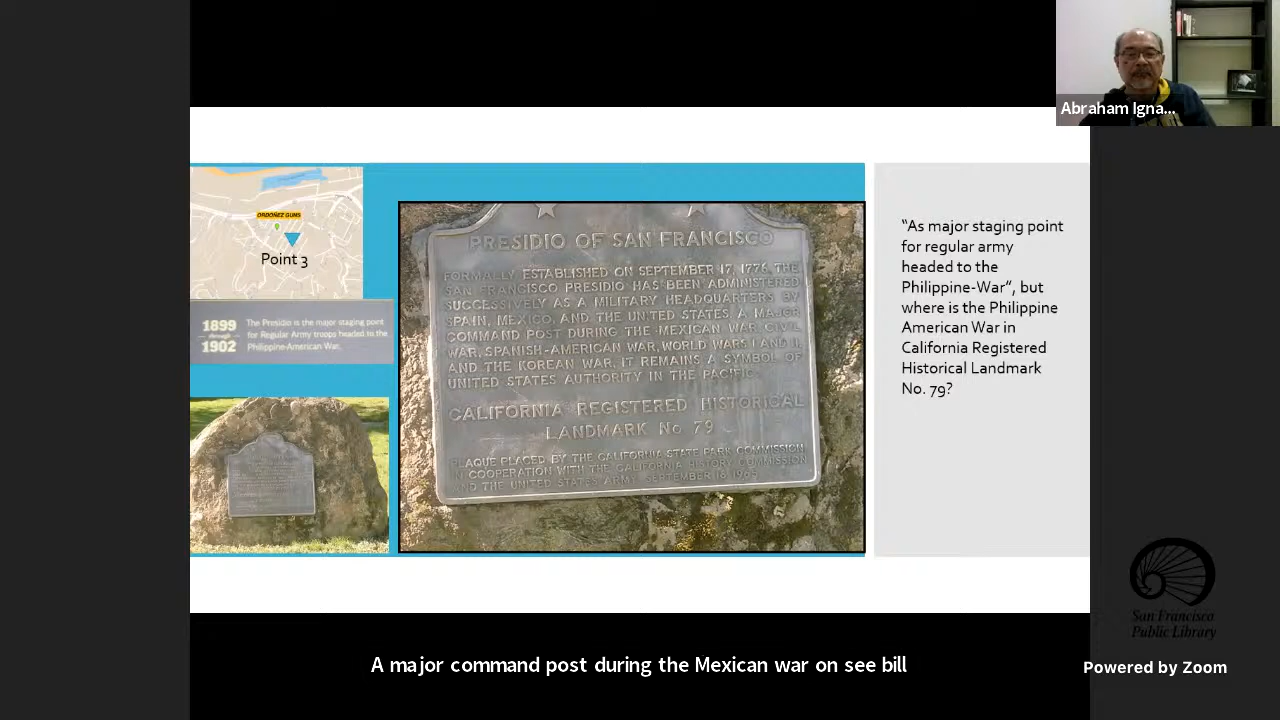 Abraham Igna...
ORDOÑEZ GUNS
Point 3
1899
through
1902
The Presidio is the major staging point
for Regular Army troops headed to the
Philippine-American War.
PRESIDIO OF SAN FRANCISCO
FORMALLY ESTABLISHED ON SEPTEMBER 17, 1776, THE
SAN FRANCISCO PRESIDIO HAS BEEN ADMINISTERED
SUCCESSIVELY AS A MILITARY HEADQUARTERS BY
SPAIN, MEXICO, AND THE UNITED STATES. A MAJOR
COMMAND POST DURING THE MEXICAN WAR, CIVIL
WAR, SPANISH-AMERICAN WAR, WORLD WARS I AND II,
AND THE KOREAN WAR, IT REMAINS A SYMBOL OF
UNITED STATES AUTHORITY IN THE PACIFIC.
CALIFORNIA REGISTERED HISTORICAL
LANDMARK No 79
PLAQUE PLACED BY THE CALIFORNIA STATE PARK COMMISSION
IN COOPERATION WITH THE CALIFORNIA HISTORY COMMISSION
AND THE UNITED STATES ARMY SEPTEMBER 18
“As major staging point
for regular army
headed to the
Philippine-War”, but
where is the Philippine
American War in
California Registered
Historical Landmark
No. 79?
San Francisco
Public Library
A major command post during the Mexican war on see bill
Powered by Zoom